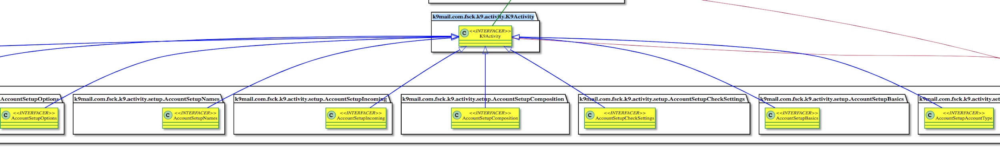 k9mail.com.fsck.k9.activity.K9Activity
C <<INTERFACER>>
K9Activity
.AccountSetupOptions
k9mail.com.fsck.k9.activity.setup.AccountSetupNames
k9mail.com.fsck.k9.activity.setup.AccountSetupIncoming
k9mail.com.fsck.k9.activity.setup.AccountSetupComposition
k9mail.com.fsck.k9.activity.setup.AccountSetupCheckSettings
k9mail.com.fsck.k9.activity.setup.AccountSetupBasics
k9mail.com.fsck.k9.activity.set
C <<INTERFACER>>
AccountSetupOptions
C <<INTERFACER>>
AccountSetupNames
C <<INTERFACER>>
AccountSetupIncoming
C <<INTERFACER>>
AccountSetupComposition
C <<INTERFACER>>
AccountSetupCheckSettings
C <<INTERFACER>>
AccountSetupBasics
C <<INTERFACER>>
AccountSetupAccountType